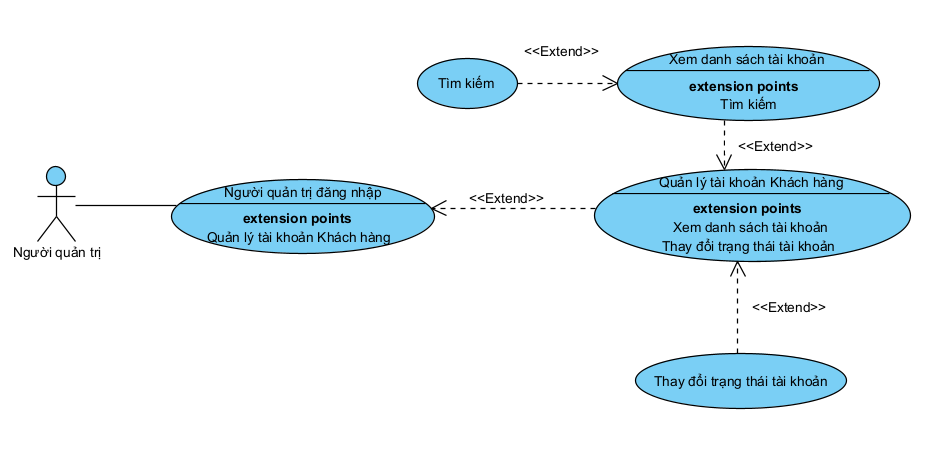 <<Extend>>
Tìm kiếm
Xem danh sách tài khoản
extension points
Tìm kiếm
<<Extend>>
Người quản trị
Người quản trị đăng nhập
extension points
Quản lý tài khoản Khách hàng
<<Extend>>
Quản lý tài khoản Khách hàng
extension points
Xem danh sách tài khoản
Thay đổi trạng thái tài khoản
<<Extend>>
Thay đổi trạng thái tài khoản